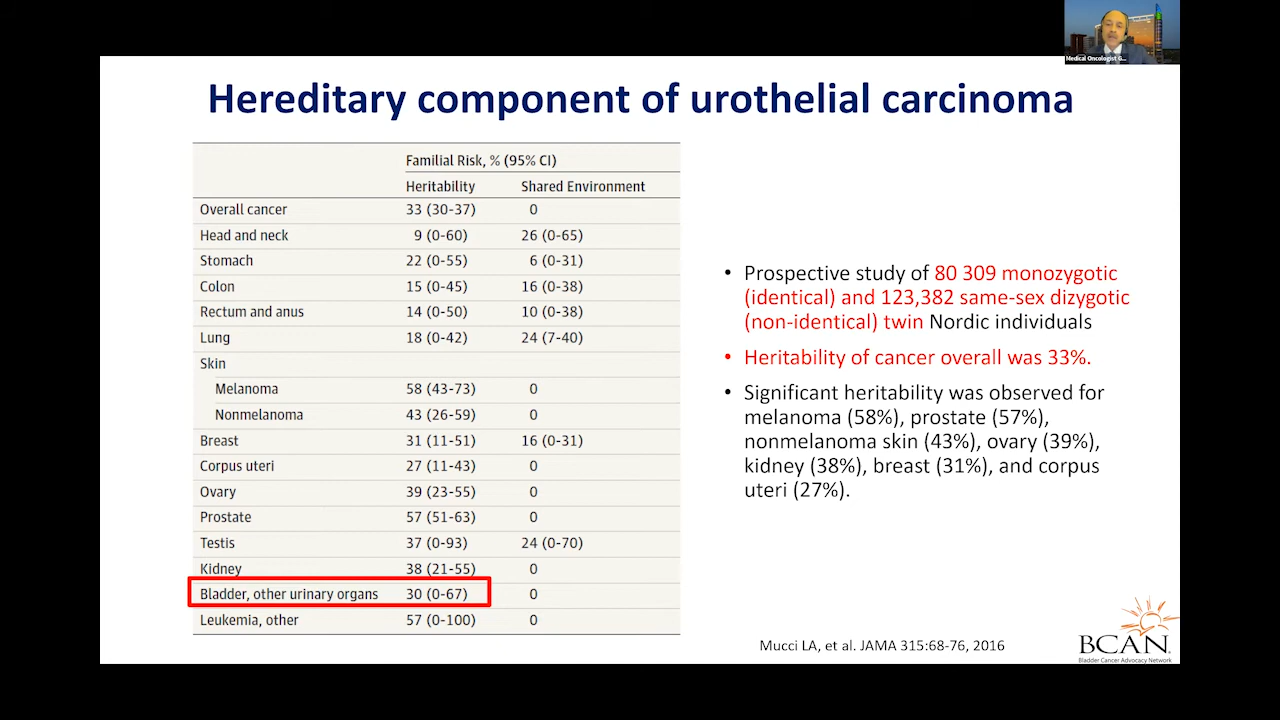 Medical Oncologist G...
Hereditary component of urothelial carcinoma
Familial Risk, % (95% CI)
Heritability Shared Environment
Overall cancer 33 (30-37) 0
Head and neck 9 (0-60) 26 (0-65)
Stomach 22 (0-55) 6 (0-31)
Colon 15 (0-45) 16 (0-38)
Rectum and anus 14 (0-50) 10 (0-38)
Lung 18 (0-42) 24 (7-40)
Skin
Melanoma 58 (43-73) 0
Nonmelanoma 43 (26-59) 0
Breast 31 (11-51) 16 (0-31)
Corpus uteri 27 (11-43) 0
Ovary 39 (23-55) 0
Prostate 57 (51-63) 0
Testis 37 (0-93) 24 (0-70)
Kidney 38 (21-55) 0
Bladder, other urinary organs 30 (0-67) 0
Leukemia, other 57 (0-100) 0
• Prospective study of 80 309 monozygotic
(identical) and 123,382 same-sex dizygotic
(non-identical) twin Nordic individuals
• Heritability of cancer overall was 33%.
• Significant heritability was observed for
melanoma (58%), prostate (57%),
nonmelanoma skin (43%), ovary (39%),
kidney (38%), breast (31%), and corpus
uteri (27%).
Mucci LA, et al. JAMA 315:68-76, 2016
BCAN
Bladder Cancer Advocacy Network